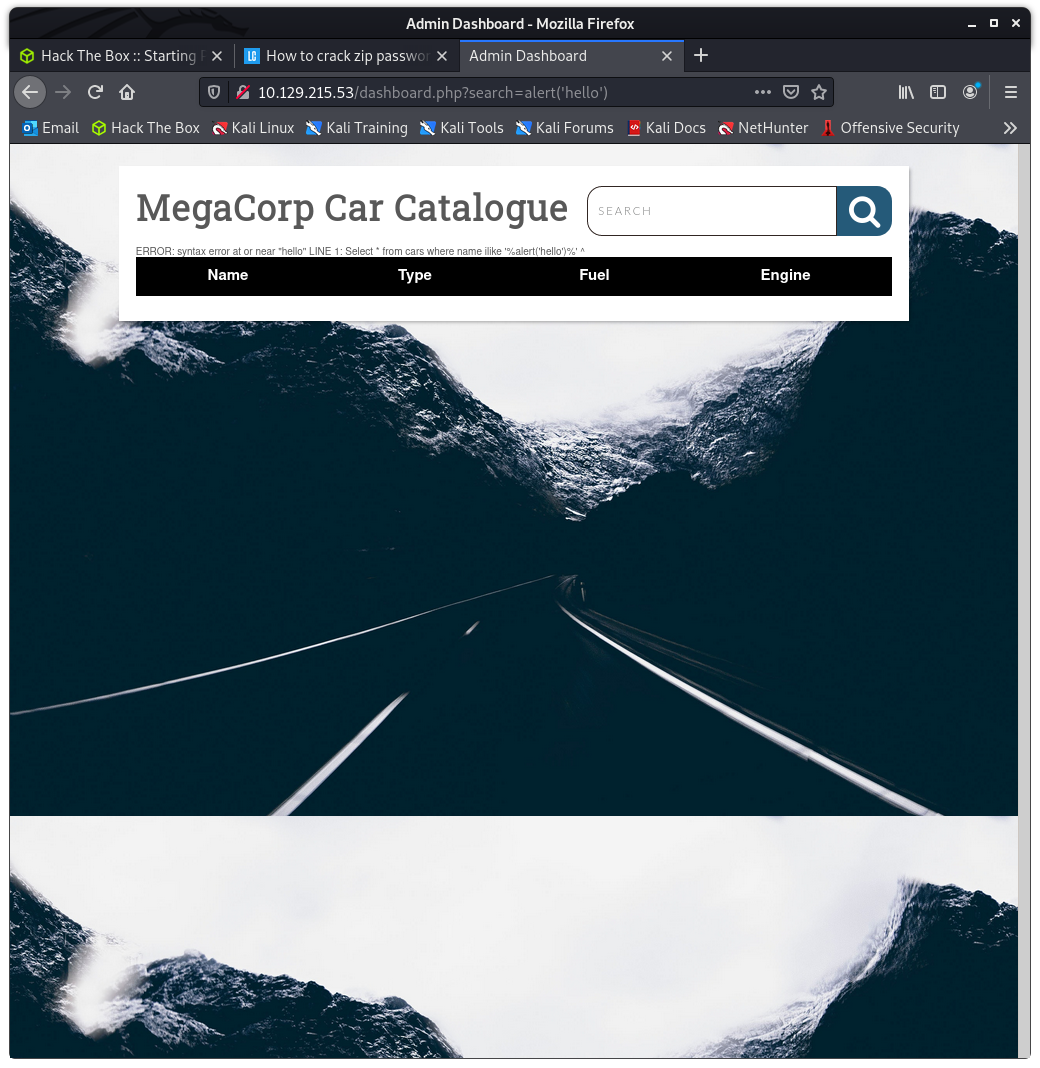 Admin Dashboard - Mozilla Firefox
Hack The Box :: Starting P
LG How to crack zip passwor
Admin Dashboard
10.129.215.53/dashboard.php?search=alert('hello')
Email Hack The Box Kali Linux Kali Training Kali Tools Kali Forums Kali Docs NetHunter Offensive Security
MegaCorp Car Catalogue
SEARCH
ERROR: syntax error at or near "hello" LINE 1: Select * from cars where name ilike '%alert('hello')%' ^
Name Type Fuel Engine